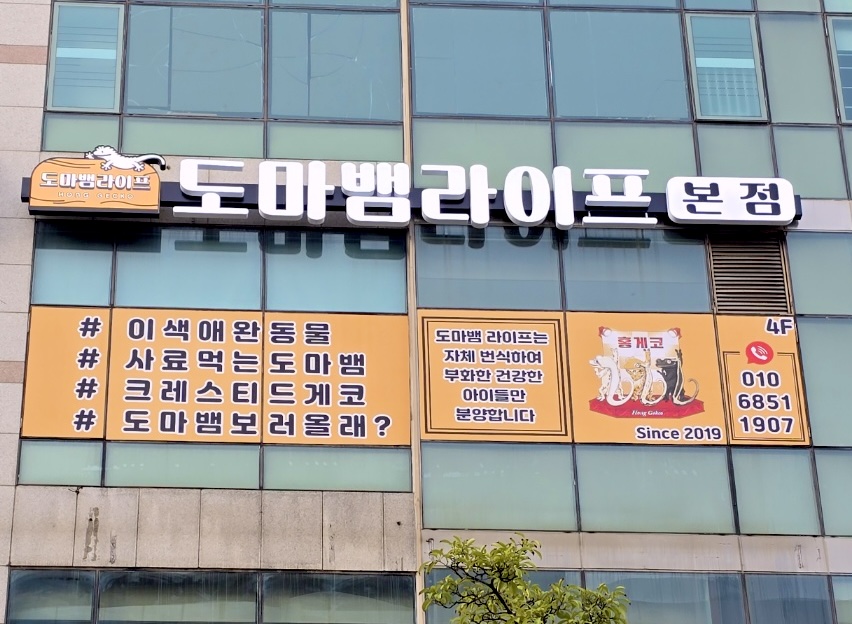 도마뱀라이프
도마뱀라이프 본점
# 이색애완동물
# 사료먹는도마뱀
# 크레스티드게코
# 도마뱀보러올래?
도마뱀 라이프는
자체 번식하여
부화한 건강한
아이들만
분양합니다
흥게코
Since 2019
4F
010
6851
1907